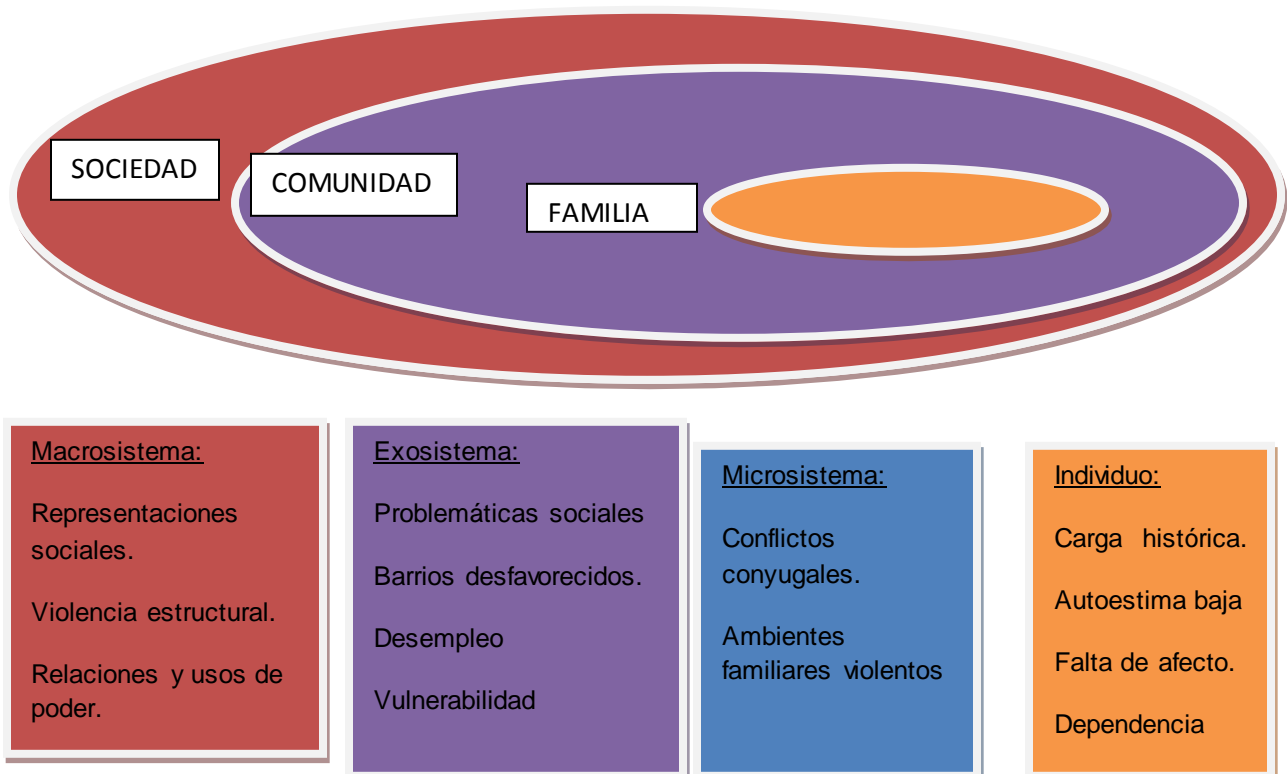 SOCIEDAD
COMUNIDAD
FAMILIA
Macrosistema:
Representaciones
sociales.
Violencia estructural.
Relaciones y usos de
poder.
Exosistema:
Problemáticas sociales
Barrios desfavorecidos.
Desempleo
Vulnerabilidad
Microsistema:
Conflictos
conyugales.
Ambientes
familiares violentos
Individuo:
Carga histórica.
Autoestima baja
Falta de afecto.
Dependencia